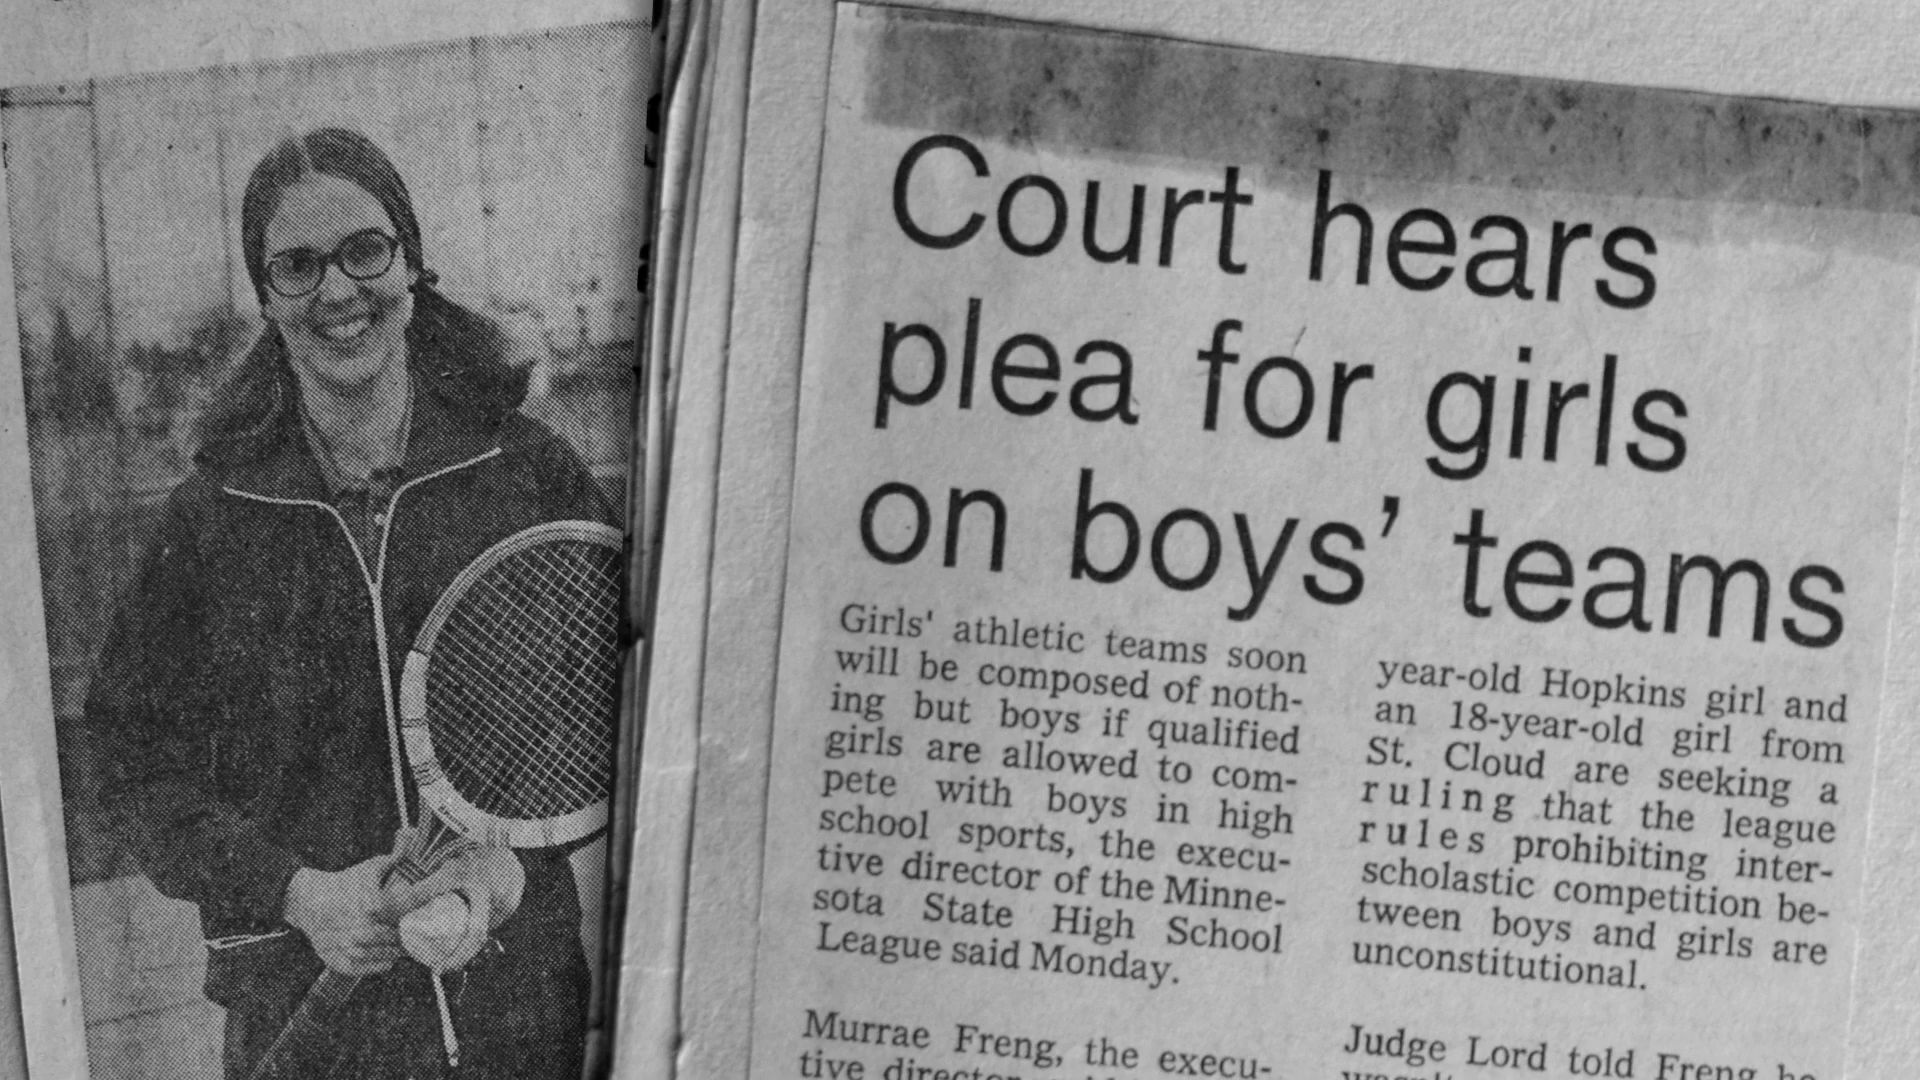 Court hears
plea for girls
on boys' teams
Girls' athletic teams soon
will be composed of noth-
ing but boys if qualified
girls are allowed to com-
pete with boys in high
school sports, the execu-
tive director of the Minne-
sota State High School
League said Monday.
Murrae Freng, the execu-
tive director
year-old Hopkins girl and
an 18-year-old girl from
St. Cloud are seeking a
ruling that the league
rules prohibiting inter-
scholastic competition be-
tween boys and girls are
unconstitutional.
Judge Lord told Freng he